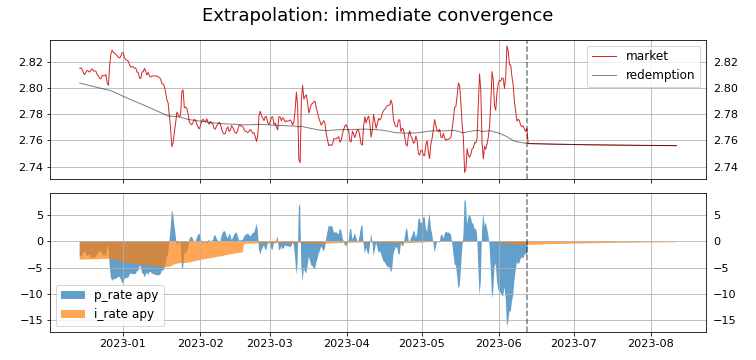 Extrapolation: immediate convergence
2.82 2.82
2.80 2.80
2.78 2.78
2.76 2.76
2.74 2.74
market
redemption
5 5
0 0
−5 −5
−10 −10
−15 −15
p_rate apy
i_rate apy
2023-01 2023-02 2023-03 2023-04 2023-05 2023-06 2023-07 2023-08